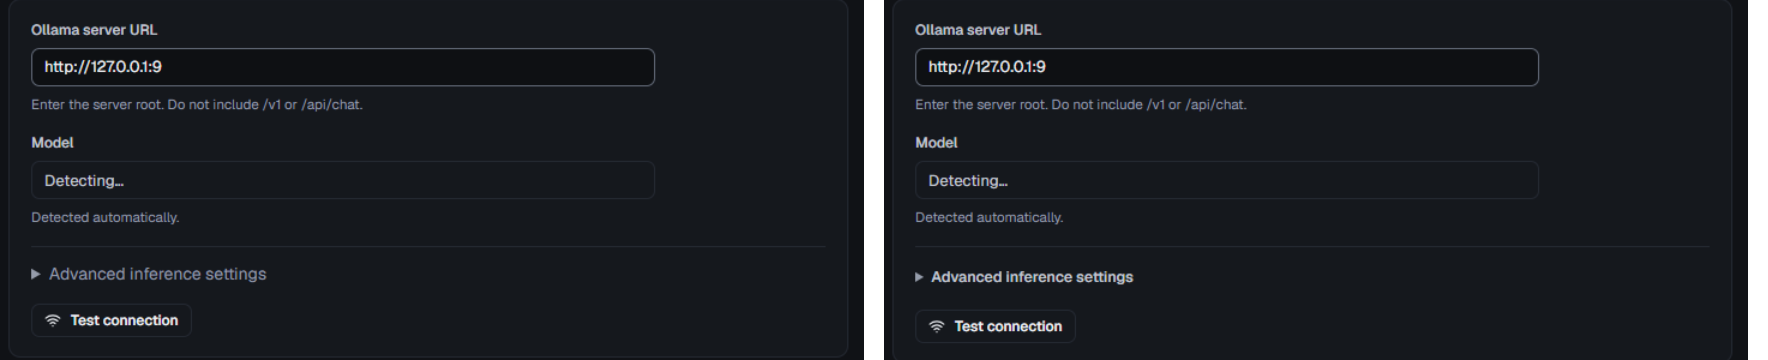 Ollama server URL
http://127.0.0.1:9
Enter the server root. Do not include /v1 or /api/chat.
Model
Detecting...
Detected automatically.
Advanced inference settings
Test connection
Ollama server URL
http://127.0.0.1:9
Enter the server root. Do not include /v1 or /api/chat.
Model
Detecting...
Detected automatically.
Advanced inference settings
Test connection